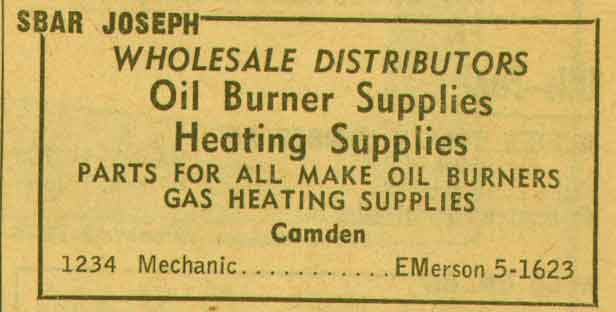 SBAR JOSEPH
WHOLESALE DISTRIBUTORS
Oil Burner Supplies
Heating Supplies
PARTS FOR ALL MAKE OIL BURNERS
GAS HEATING SUPPLIES
Camden
1234 Mechanic............EMerson 5-1623